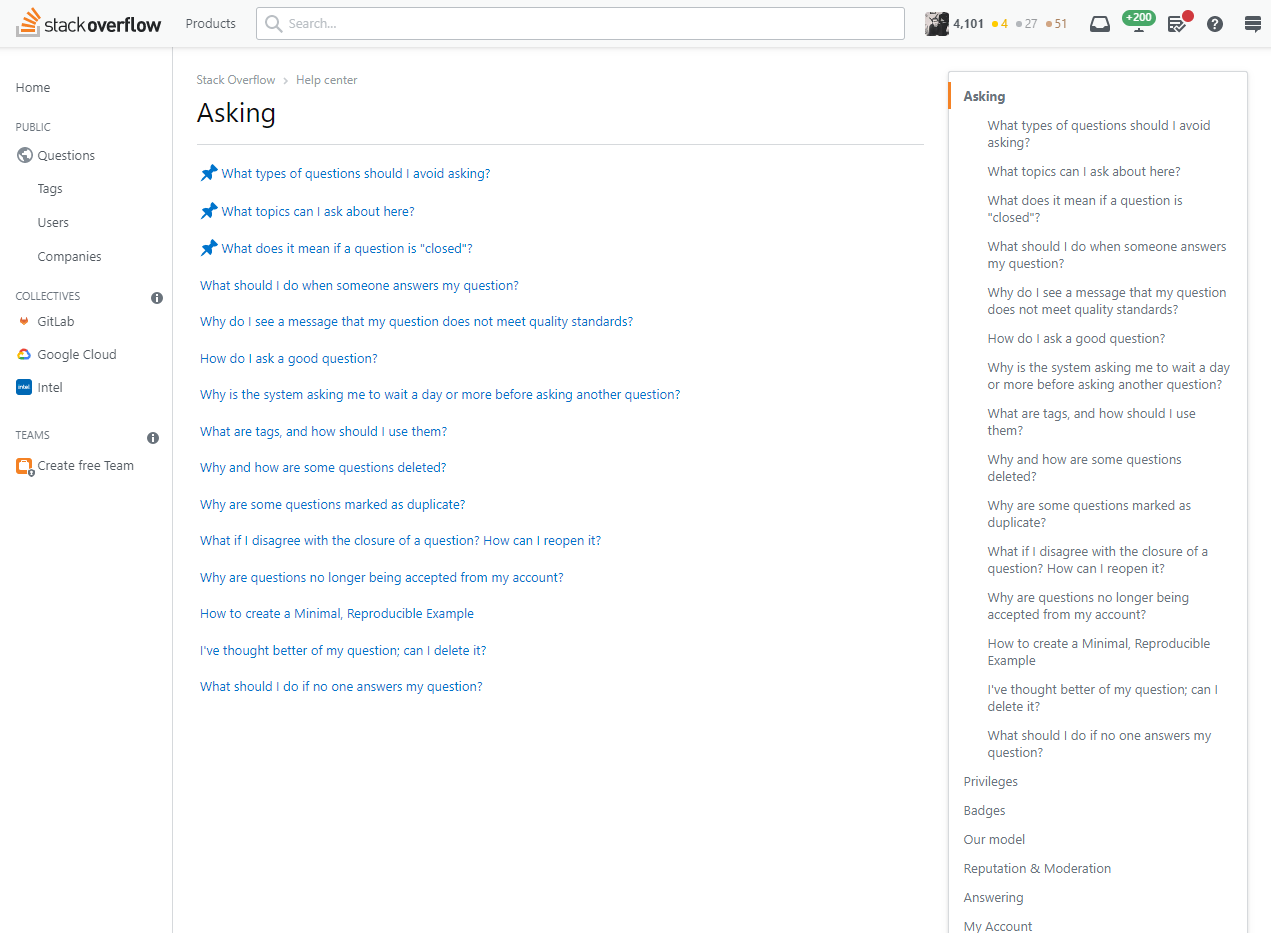 stackoverflow
Products
Search...
4,101 4 27 51
+200
Home
PUBLIC
Questions
Tags
Users
Companies
COLLECTIVES
GitLab
Google Cloud
intel
Intel
TEAMS
Create free Team
Stack Overflow
Help center
Asking
What types of questions should I avoid asking?
What topics can I ask about here?
What does it mean if a question is "closed"?
What should I do when someone answers my question?
Why do I see a message that my question does not meet quality standards?
How do I ask a good question?
Why is the system asking me to wait a day or more before asking another question?
What are tags, and how should I use them?
Why and how are some questions deleted?
Why are some questions marked as duplicate?
What if I disagree with the closure of a question? How can I reopen it?
Why are questions no longer being accepted from my account?
How to create a Minimal, Reproducible Example
I've thought better of my question; can I delete it?
What should I do if no one answers my question?
Asking
What types of questions should I avoid
asking?
What topics can I ask about here?
What does it mean if a question is
"closed"?
What should I do when someone answers
my question?
Why do I see a message that my question
does not meet quality standards?
How do I ask a good question?
Why is the system asking me to wait a day
or more before asking another question?
What are tags, and how should I use
them?
Why and how are some questions
deleted?
Why are some questions marked as
duplicate?
What if I disagree with the closure of a
question? How can I reopen it?
Why are questions no longer being
accepted from my account?
How to create a Minimal, Reproducible
Example
I've thought better of my question; can I
delete it?
What should I do if no one answers my
question?
Privileges
Badges
Our model
Reputation & Moderation
Answering
My Account